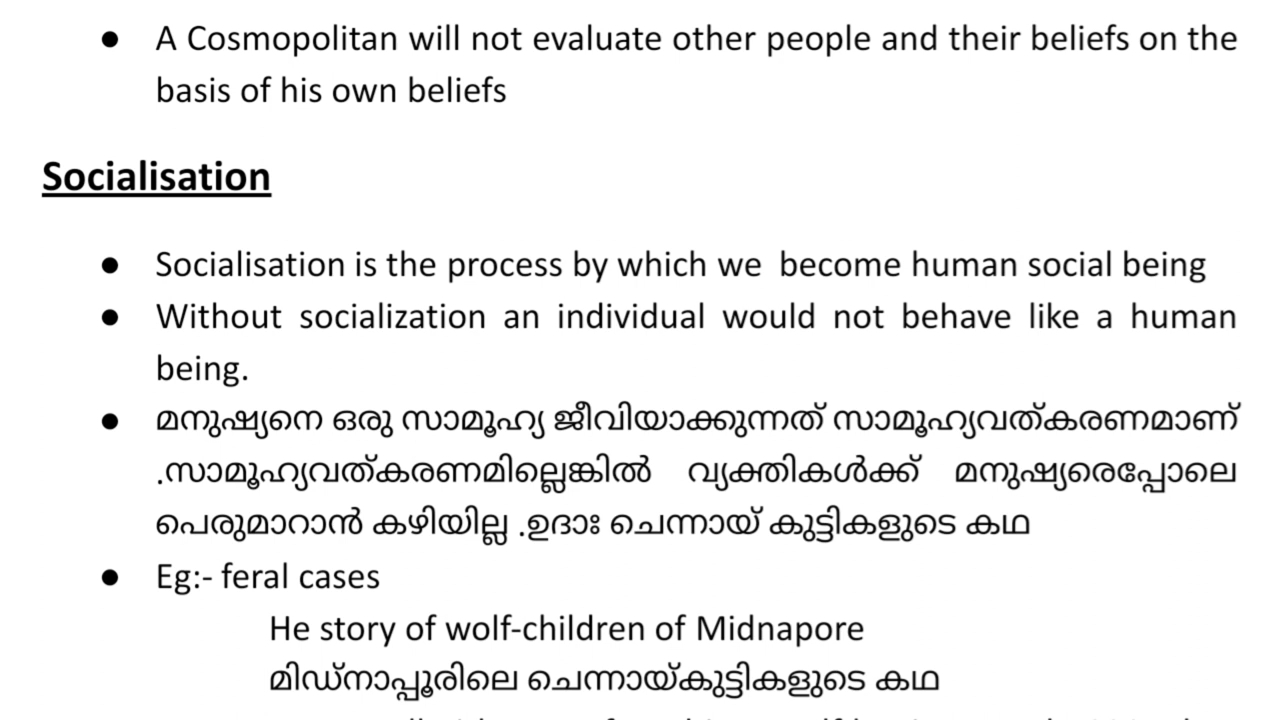 ● A Cosmopolitan will not evaluate other people and their beliefs on the
basis of his own beliefs
Socialisation
● Socialisation is the process by which we become human social being
● Without socialization an individual would not behave like a human
being.
● മനുഷ്യനെ ഒരു സാമൂഹ്യ ജീവിയാക്കുന്നത് സാമൂഹ്യവത്കരണമാണ്
.സാമൂഹ്യവത്കരണമില്ലെങ്കിൽ വ്യക്തികൾക്ക് മനുഷ്യരെപ്പോലെ
പെരുമാറാൻ കഴിയില്ല .ഉദാഃ ചെന്നായ് കുട്ടികളുടെ കഥ
● Eg:- feral cases
He story of wolf-children of Midnapore
മിഡ്നാപ്പൂരിലെ ചെന്നായ്കുട്ടികളുടെ കഥ